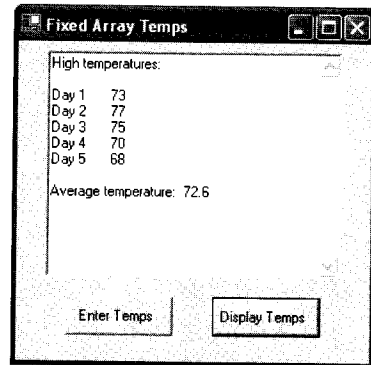 Fixed Array Temps
High temperatures:
Day 1 73
Day 2 77
Day 3 75
Day 4 70
Day 5 68
Average temperature: 72.6
Enter Temps
Display Temps